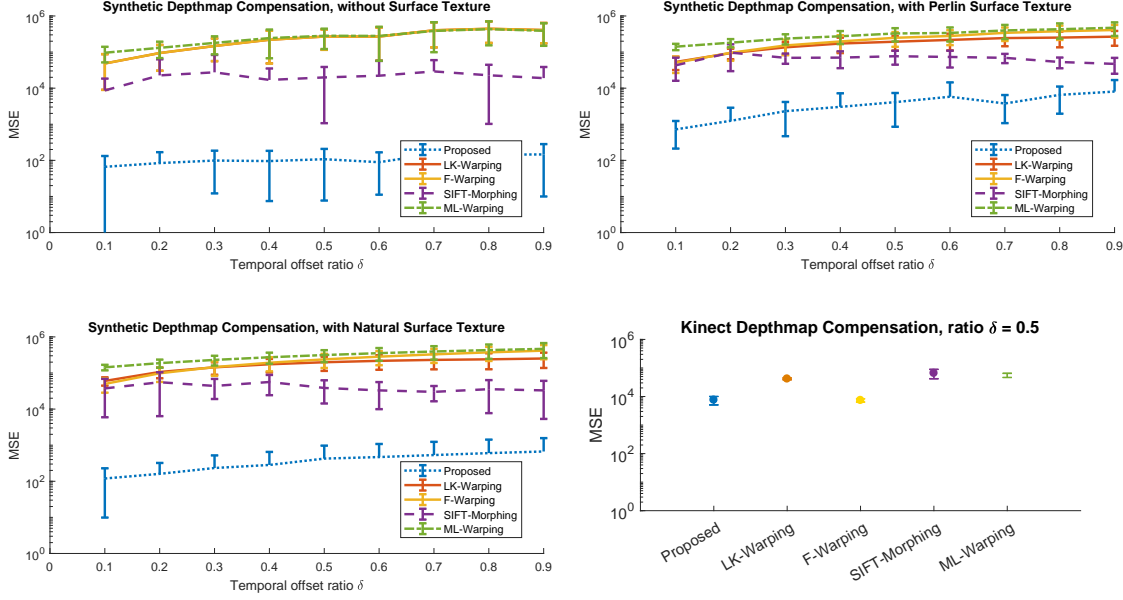 Synthetic Depthmap Compensation, without Surface Texture
10^6
10^4
10^2
10^0
MSE
0 0.1 0.2 0.3 0.4 0.5 0.6 0.7 0.8 0.9
Temporal offset ratio δ
Proposed
LK-Warping
F-Warping
SIFT-Morphing
ML-Warping
Synthetic Depthmap Compensation, with Perlin Surface Texture
10^6
10^4
10^2
10^0
MSE
0 0.1 0.2 0.3 0.4 0.5 0.6 0.7 0.8 0.9
Temporal offset ratio δ
Proposed
LK-Warping
F-Warping
SIFT-Morphing
ML-Warping
Synthetic Depthmap Compensation, with Natural Surface Texture
10^6
10^4
10^2
10^0
MSE
0 0.1 0.2 0.3 0.4 0.5 0.6 0.7 0.8 0.9
Temporal offset ratio δ
Proposed
LK-Warping
F-Warping
SIFT-Morphing
ML-Warping
Kinect Depthmap Compensation, ratio δ = 0.5
10^6
10^4
10^2
10^0
MSE
Proposed
LK-Warping
F-Warping
SIFT-Morphing
ML-Warping